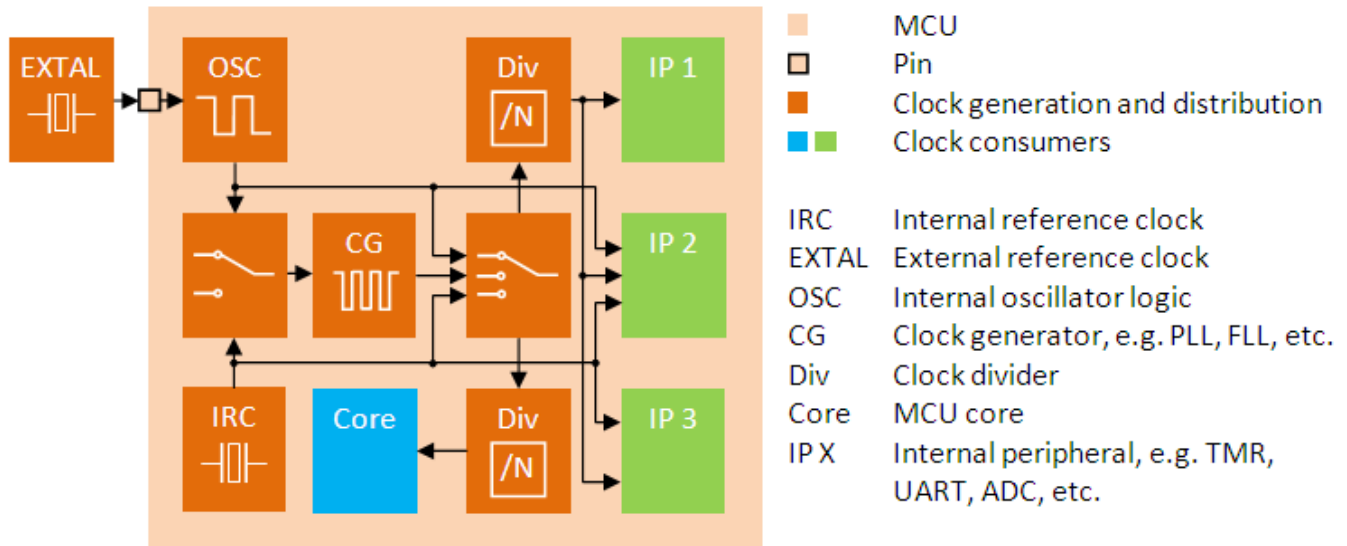 EXTAL
OSC
Div
/N
IP 1
CG
IP 2
IRC
Core
Div
/N
IP 3
MCU
Pin
Clock generation and distribution
Clock consumers
IRC Internal reference clock
EXTAL External reference clock
OSC Internal oscillator logic
CG Clock generator, e.g. PLL, FLL, etc.
Div Clock divider
Core MCU core
IP X Internal peripheral, e.g. TMR,
UART, ADC, etc.